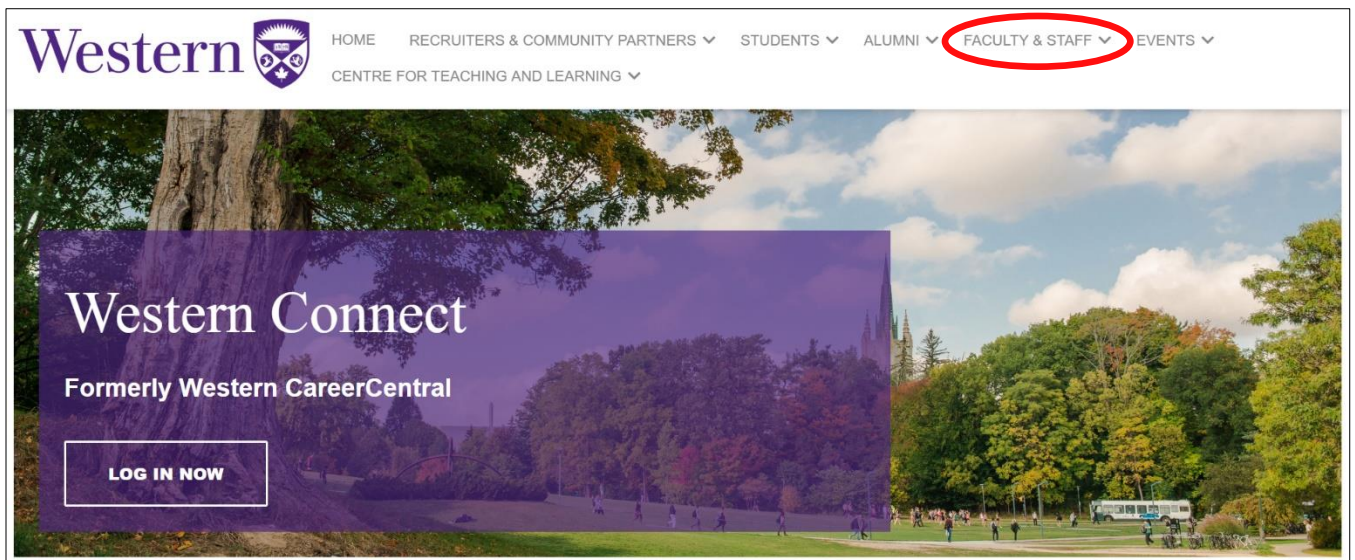 Western
HOME RECRUITERS & COMMUNITY PARTNERS STUDENTS ALUMNI FACULTY & STAFF EVENTS
CENTRE FOR TEACHING AND LEARNING
Western Connect
Formerly Western CareerCentral
LOG IN NOW